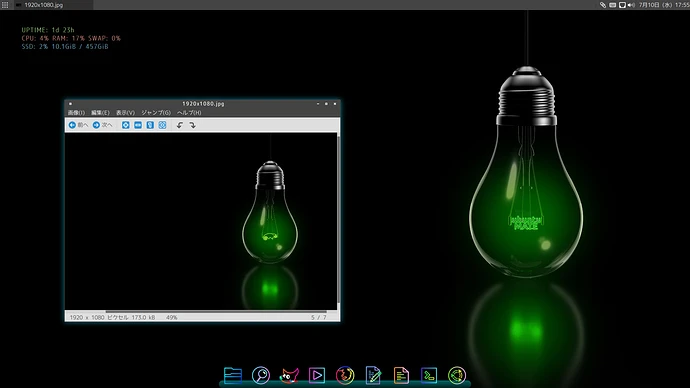 1920x1080.jpg
7月10日 (水) 17:55
UPTIME: 1d 23h
CPU: 4% RAM: 17% SWAP: 0%
SSD: 2% 10.1GiB / 457GiB
1920x1080.jpg
画像(I) 編集(E) 表示(V) ジャンプ(G) ヘルプ(H)
前へ 次へ
1920 x 1080 ピクセル 173.0 kB 49% 5 / 7
ubuntu
MATE